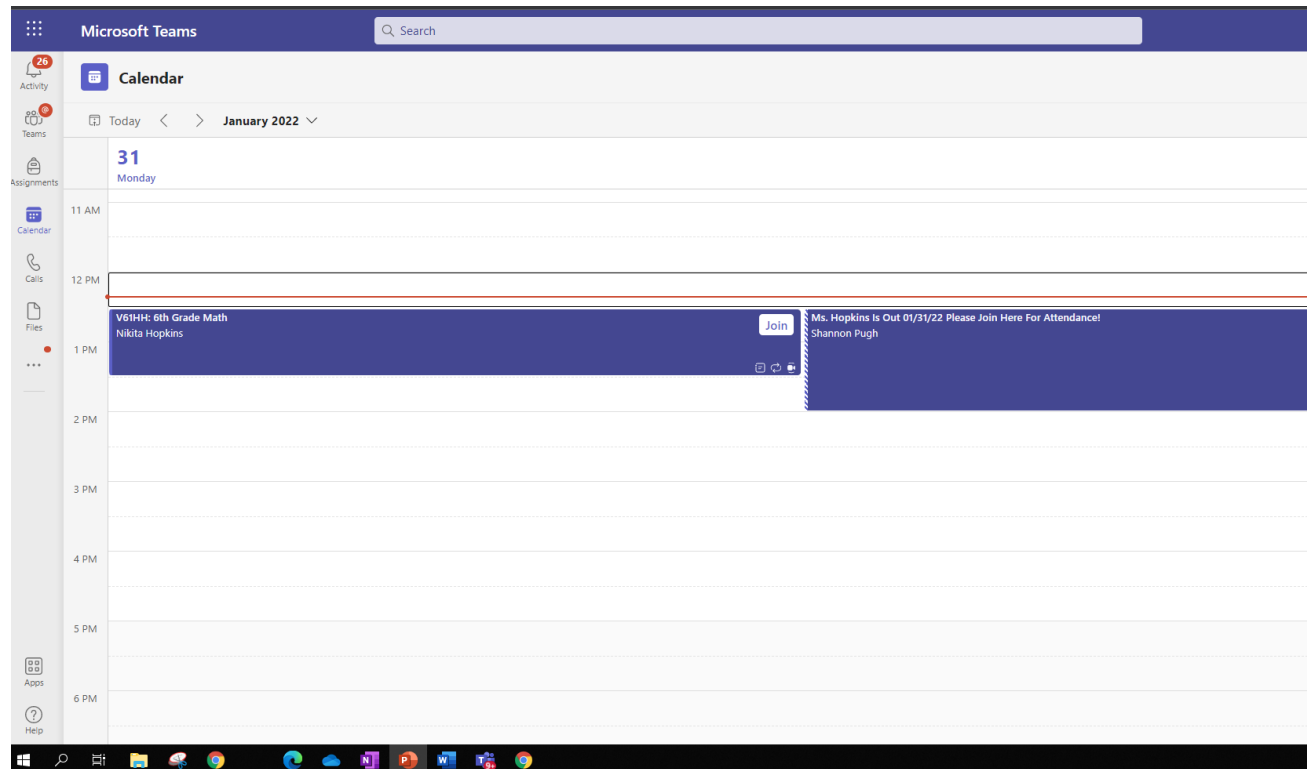 Microsoft Teams
Search
26
Activity
Calendar
@
Teams
Today
January 2022
31
Monday
Assignments
11 AM
Calendar
Calls
12 PM
Files
V61HH: 6th Grade Math
Nikita Hopkins
Join
Ms. Hopkins Is Out 01/31/22 Please Join Here For Attendance!
Shannon Pugh
1 PM
2 PM
3 PM
4 PM
5 PM
Apps
6 PM
Help
N
P
W
T
9+